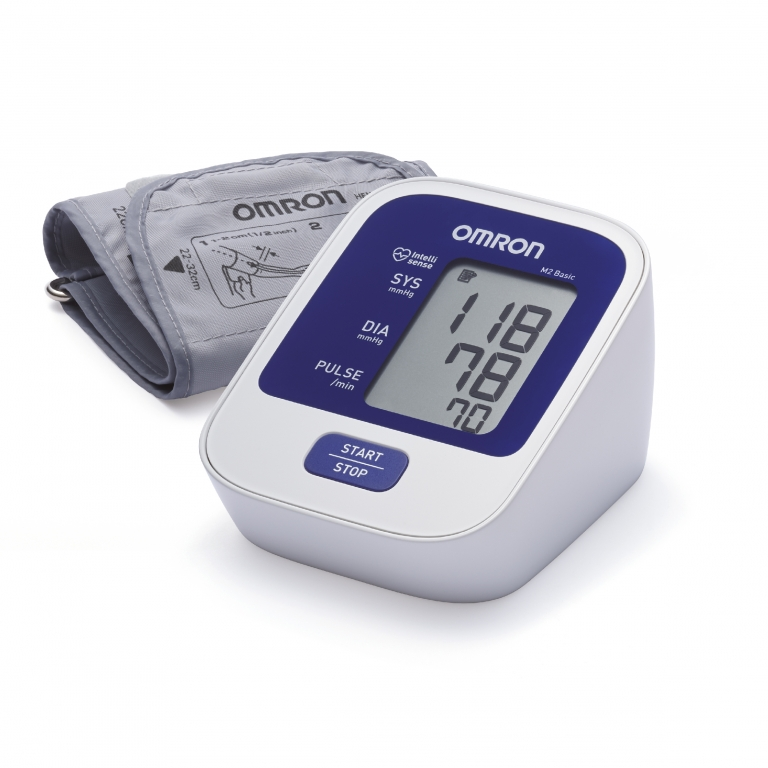 OMRON
1-2cm(1/2 inch) 2
22-32cm
OMRON
M2 Basic
Intelli
sense
SYS
mmHg
118
DIA
mmHg
78
PULSE
/min
70
START
STOP